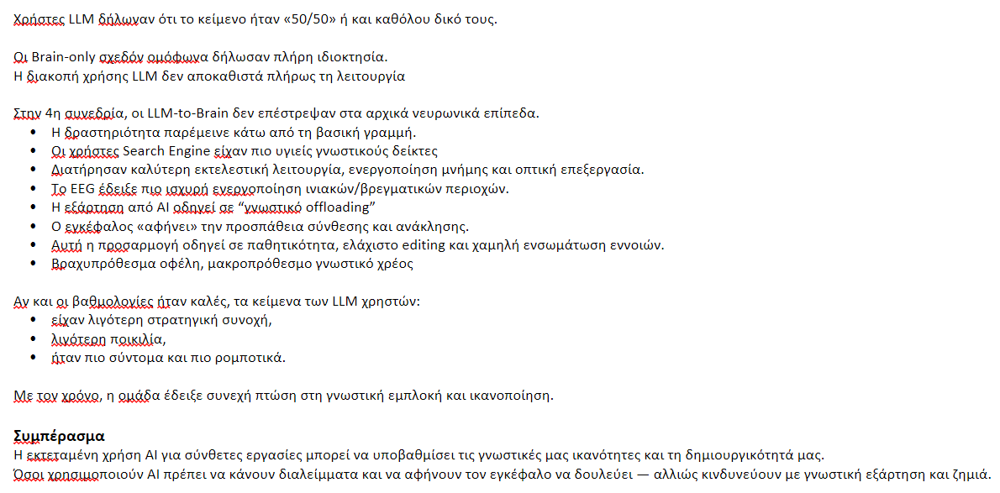 Χρήστες LLM δήλωναν ότι το κείμενο ήταν «50/50» ή και καθόλου δικό τους.
Οι Brain-only σχεδόν ομόφωνα δήλωσαν πλήρη ιδιοκτησία.
Η διακοπή χρήσης LLM δεν αποκαθιστά πλήρως τη λειτουργία
Στην 4η συνεδρία, οι LLM-to-Brain δεν επέστρεψαν στα αρχικά νευρωνικά επίπεδα.
• Η δραστηριότητα παρέμεινε κάτω από τη βασική γραμμή.
• Οι χρήστες Search Engine είχαν πιο υγιείς γνωστικούς δείκτες
• Διατήρησαν καλύτερη εκτελεστική λειτουργία, ενεργοποίηση μνήμης και οπτική επεξεργασία.
• Το EEG έδειξε πιο ισχυρή ενεργοποίηση ινιακών/βρεγματικών περιοχών.
• Η εξάρτηση από AI οδηγεί σε “γνωστικό offloading”
• Ο εγκέφαλος «αφήνει» την προσπάθεια σύνθεσης και ανάκλησης.
• Αυτή η προσαρμογή οδηγεί σε παθητικότητα, ελάχιστο editing και χαμηλή ενσωμάτωση εννοιών.
• Βραχυπρόθεσμα οφέλη, μακροπρόθεσμο γνωστικό χρέος
Αν και οι βαθμολογίες ήταν καλές, τα κείμενα των LLM χρηστών:
• είχαν λιγότερη στρατηγική συνοχή,
• λιγότερη ποικιλία,
• ήταν πιο σύντομα και πιο ρομποτικά.
Με τον χρόνο, η ομάδα έδειξε συνεχή πτώση στη γνωστική εμπλοκή και ικανοποίηση.
Συμπέρασμα
Η εκτεταμένη χρήση AI για σύνθετες εργασίες μπορεί να υποβαθμίσει τις γνωστικές μας ικανότητες και τη δημιουργικότητά μας.
Όσοι χρησιμοποιούν AI πρέπει να κάνουν διαλείμματα και να αφήνουν τον εγκέφαλο να δουλεύει — αλλιώς κινδυνεύουν με γνωστική εξάρτηση και ζημιά.